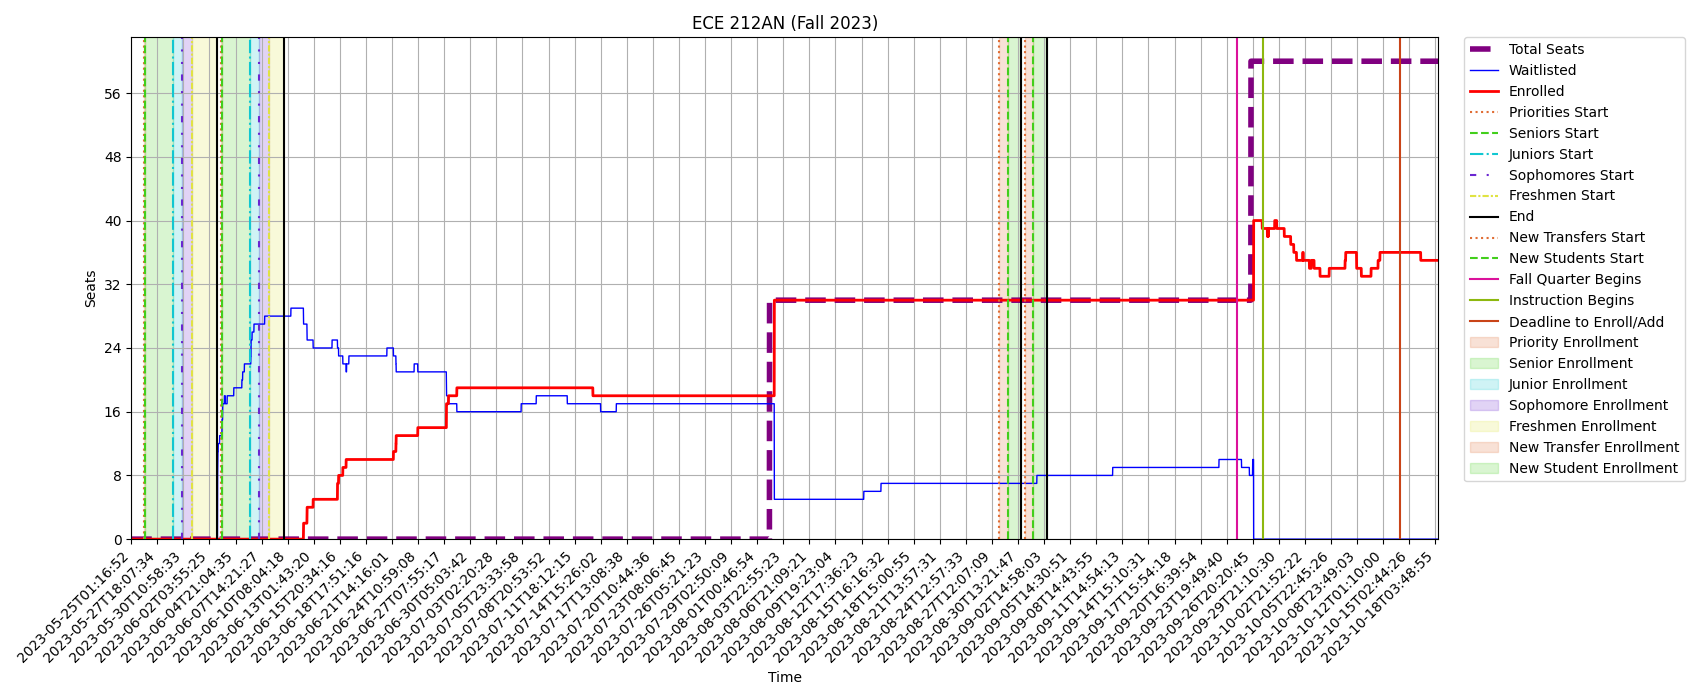 ECE 212AN (Fall 2023)
Seats
56
48
40
32
24
16
8
0
2023-05-25T01:16:52
2023-05-27T18:07:34
2023-05-30T10:58:33
2023-06-02T03:55:25
2023-06-04T21:04:35
2023-06-07T14:21:27
2023-06-10T08:04:18
2023-06-13T01:43:20
2023-06-15T20:34:16
2023-06-18T17:51:16
2023-06-21T14:16:01
2023-06-24T10:59:08
2023-06-27T07:55:17
2023-06-30T05:03:42
2023-07-03T02:20:28
2023-07-05T23:33:58
2023-07-08T20:53:52
2023-07-11T18:12:15
2023-07-14T15:26:02
2023-07-17T13:08:38
2023-07-20T10:44:36
2023-07-23T08:06:45
2023-07-26T05:21:23
2023-07-29T02:50:09
2023-08-01T00:46:54
2023-08-03T22:55:23
2023-08-06T21:09:21
2023-08-09T19:23:04
2023-08-12T17:36:23
2023-08-15T16:16:32
2023-08-18T15:00:55
2023-08-21T13:57:31
2023-08-24T12:57:33
2023-08-27T12:07:09
2023-08-30T13:21:47
2023-09-02T14:58:03
2023-09-05T14:30:51
2023-09-08T14:43:55
2023-09-11T14:54:13
2023-09-14T15:10:31
2023-09-17T15:54:18
2023-09-20T16:39:54
2023-09-23T19:49:40
2023-09-26T20:20:45
2023-09-29T21:10:30
2023-10-02T21:52:22
2023-10-05T22:45:26
2023-10-08T23:49:03
2023-10-12T01:10:00
2023-10-15T02:44:26
2023-10-18T03:48:55
Time
Total Seats
Waitlisted
Enrolled
Priorities Start
Seniors Start
Juniors Start
Sophomores Start
Freshmen Start
End
New Transfers Start
New Students Start
Fall Quarter Begins
Instruction Begins
Deadline to Enroll/Add
Priority Enrollment
Senior Enrollment
Junior Enrollment
Sophomore Enrollment
Freshmen Enrollment
New Transfer Enrollment
New Student Enrollment